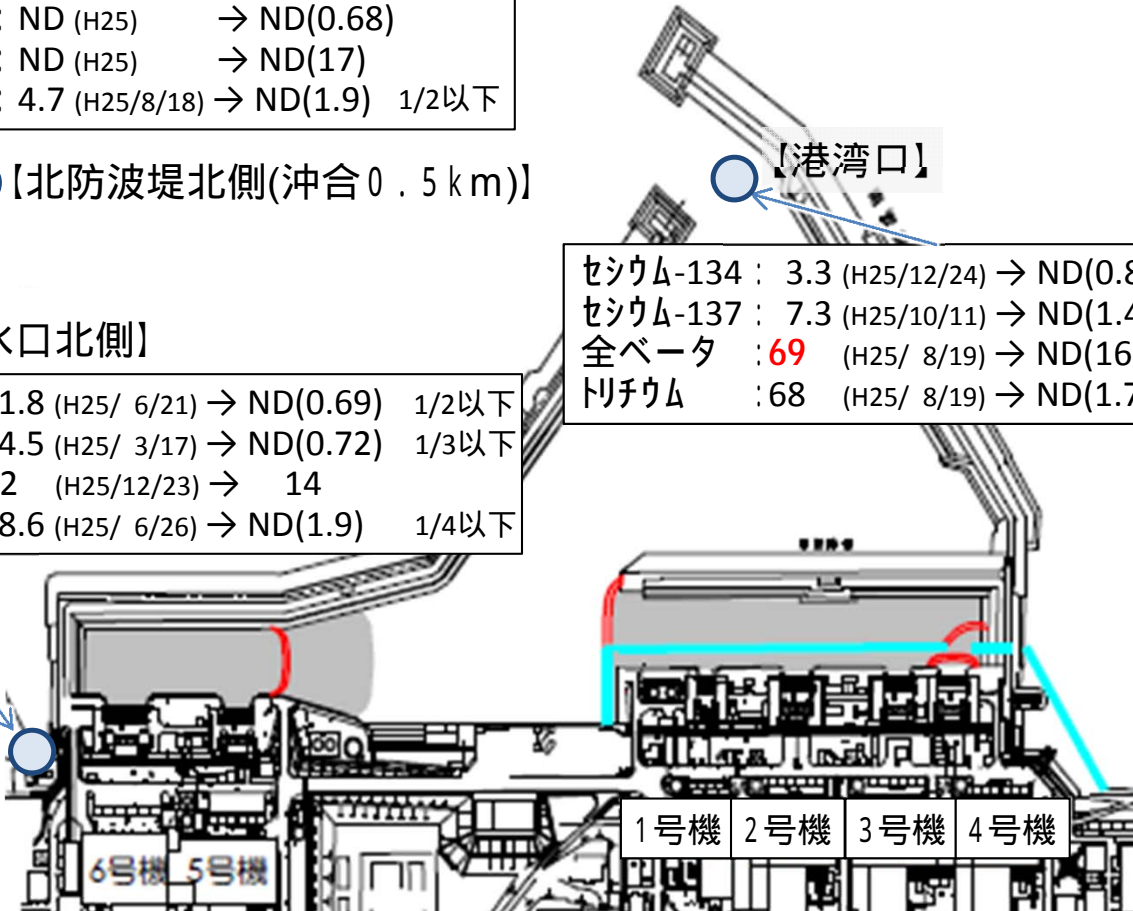 : ND (H25) → ND(0.68)
: ND (H25) → ND(17)
: 4.7 (H25/8/18) → ND(1.9) 1/2以下
【北防波堤北側(沖合0.5km)】
【港湾口】
セシウム-134 : 3.3 (H25/12/24) → ND(0.8
セシウム-137 : 7.3 (H25/10/11) → ND(1.4
全ベータ :69 (H25/ 8/19) → ND(16
トリチウム :68 (H25/ 8/19) → ND(1.7
水口北側】
1.8 (H25/ 6/21) → ND(0.69) 1/2以下
4.5 (H25/ 3/17) → ND(0.72) 1/3以下
2 (H25/12/23) → 14
8.6 (H25/ 6/26) → ND(1.9) 1/4以下
1号機 2号機 3号機 4号機
6号機 5号機